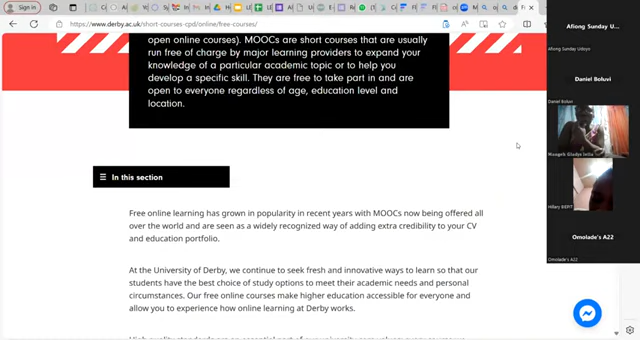 Sign in
https://www.derby.ac.uk/short-courses-cpd/online/free-courses/
open online courses). MOOCs are short courses that are usually
run free of charge by major learning providers to expand your
knowledge of a particular academic topic or to help you
develop a specific skill. They are free to take part in and are
open to everyone regardless of age, education level and
location.
In this section
Free online learning has grown in popularity in recent years with MOOCs now being offered all
over the world and are seen as a widely recognized way of adding extra credibility to your CV
and education portfolio.
At the University of Derby, we continue to seek fresh and innovative ways to learn so that our
students have the best choice of study options to meet their academic needs and personal
circumstances. Our free online courses make higher education accessible for everyone and
allow you to experience how online learning at Derby works.
Afiong Sunday U...
Afiong Sunday Udoyo
Daniel Boluvi
Daniel Boluvi
Hillary BIEPIT
Omolade's A22
Omolade's A22